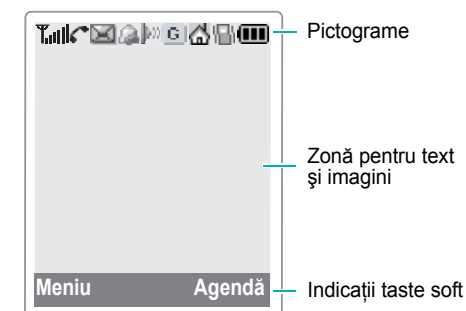 G
Pictograme
Zonă pentru text
şi imagini
Meniu Agendă
Indicaţii taste soft